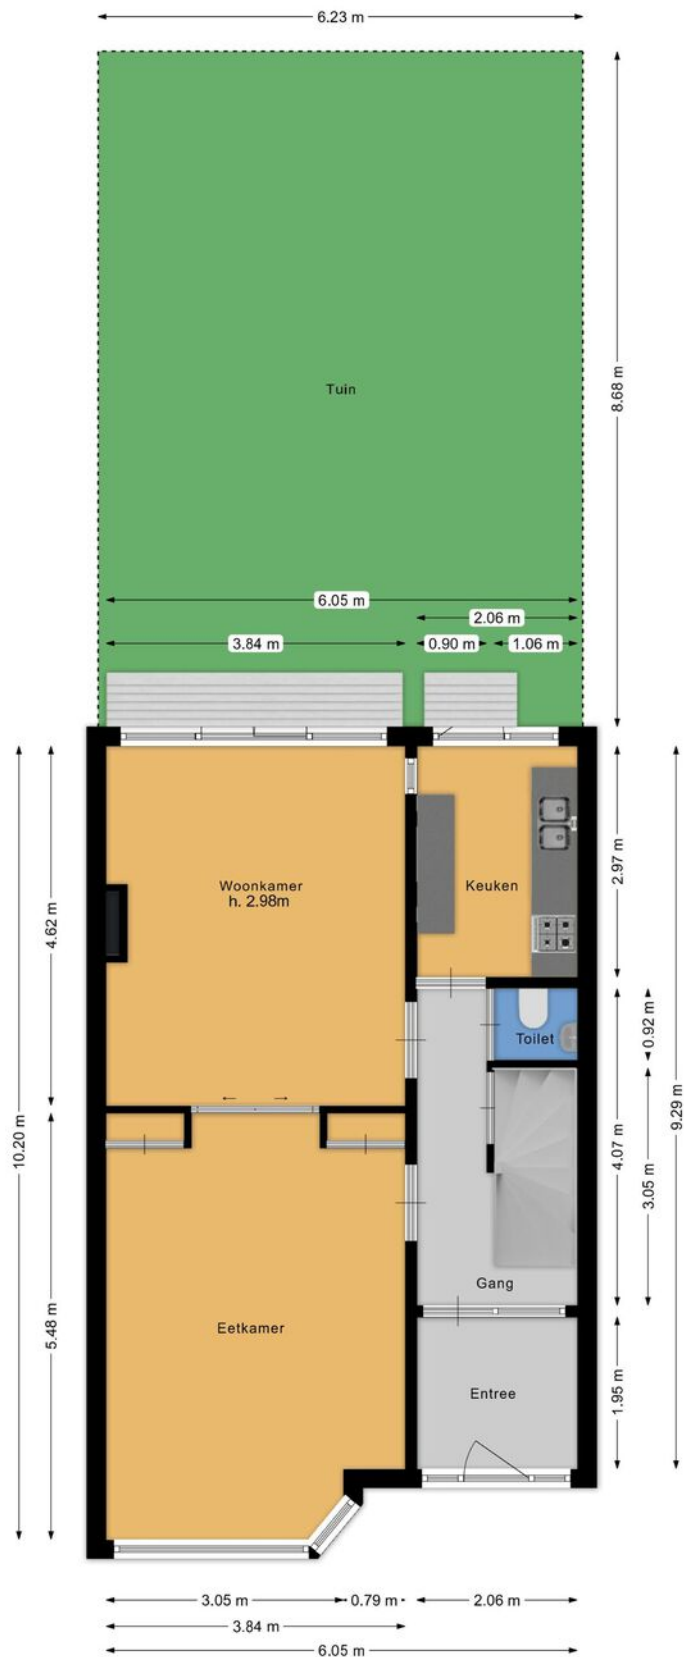 6.23 m
8.68 m
Tuin
6.05 m
2.06 m
3.84 m
0.90 m
1.06 m
Woonkamer
h. 2.98m
Keuken
2.97 m
4.62 m
Toilet
0.92 m
10.20 m
9.29 m
4.07 m
3.05 m
5.48 m
Gang
Eetkamer
Entree
1.95 m
3.05 m
0.79 m
2.06 m
3.84 m
6.05 m